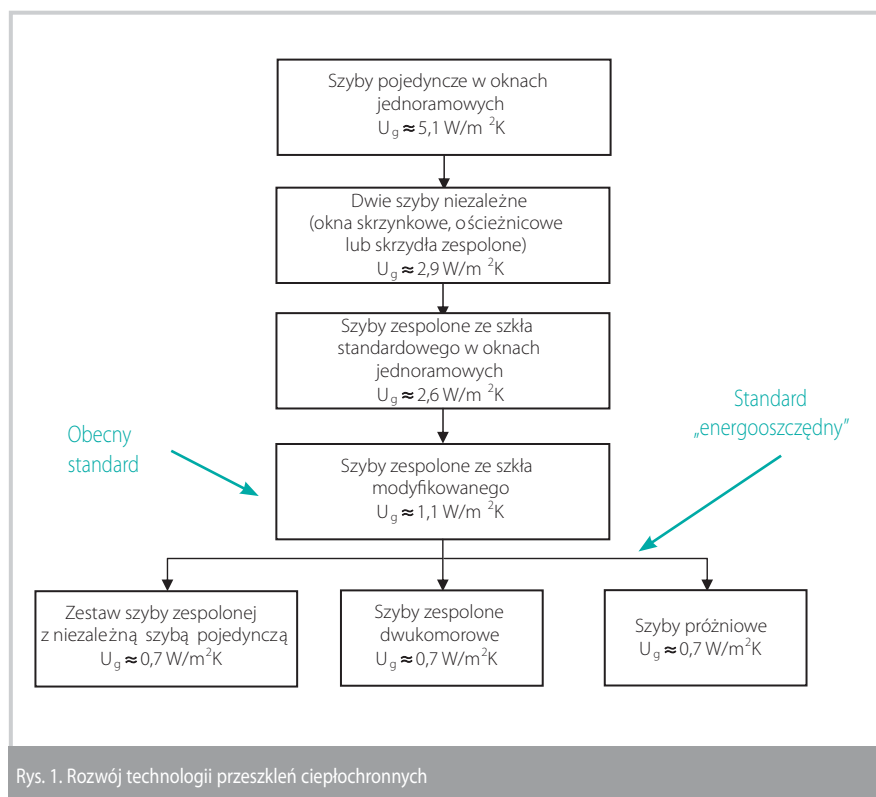 Szyby pojedyncze w oknach
jednoramowych
U g ≈ 5,1 W/m ²K
Dwie szyby niezależne
(okna skrzynkowe, ościeżnicowe
lub skrzydła zespolone)
U g ≈ 2,9 W/m ²K
Szyby zespolone ze szkła
standardowego w oknach
jednoramowych
U g ≈ 2,6 W/m ²K
Standard
„energooszczędny”
Obecny
standard
Szyby zespolone ze szkła
modyfikowanego
U g ≈ 1,1 W/m ²K
Zestaw szyby zespolonej
z niezależną szybą pojedynczą
U g ≈ 0,7 W/m²K
Szyby zespolone
dwukomorowe
U g ≈ 0,7 W/m²K
Szyby próżniowe
U g ≈ 0,7 W/m²K
Rys. 1. Rozwój technologii przeszkleń ciepłochronnych